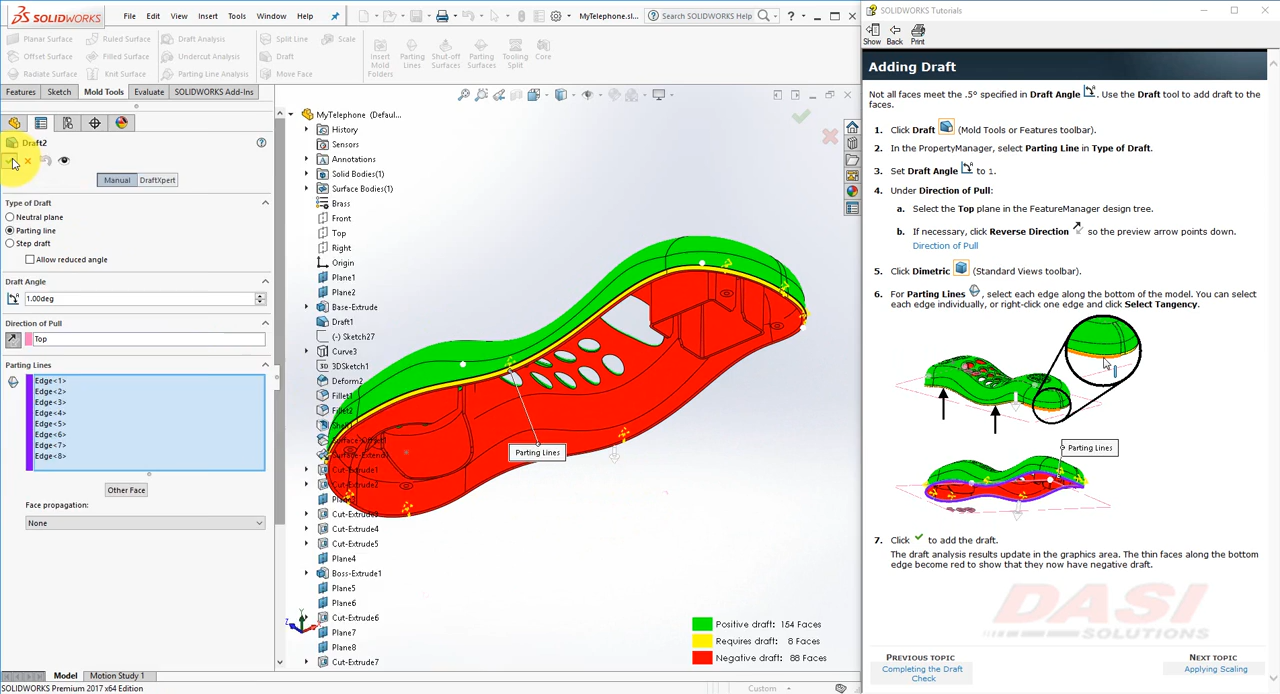 SOLIDWORKS
File
Edit
View
Insert
Tools
Window
Help
MyTelephone.sl...
Search SOLIDWORKS Help
Planar Surface
Ruled Surface
Draft Analysis
Split Line
Scale
Offset Surface
Filled Surface
Undercut Analysis
Draft
Radiate Surface
Knit Surface
Parting Line Analysis
Move Face
Insert Mold Folders
Parting Lines
Shut-off Surfaces
Parting Surfaces
Tooling Split
Core
Features
Sketch
Mold Tools
Evaluate
SOLIDWORKS Add-Ins
Draft2
Manual
DraftXpert
Type of Draft
Neutral plane
Parting line
Step draft
Allow reduced angle
Draft Angle
1.00deg
Direction of Pull
Top
Parting Lines
Edge<1>
Edge<2>
Edge<3>
Edge<4>
Edge<5>
Edge<6>
Edge<7>
Edge<8>
Other Face
Face propagation:
None
MyTelephone (Defaul...
History
Sensors
Annotations
Solid Bodies(1)
Surface Bodies(1)
Brass
Front
Top
Right
Origin
Plane1
Plane2
Base-Extrude
Draft1
(-) Sketch27
Curve3
3DSketch1
Deform2
Fillet1
Fillet2
Surface-Extend1
Cut-Extrude1
Cut-Extrude2
Cut-Extrude3
Cut-Extrude4
Cut-Extrude5
Plane4
Boss-Extrude1
Plane5
Plane6
Cut-Extrude6
Plane7
Plane8
Cut-Extrude7
Parting Lines
Positive draft: 154 Faces
Requires draft: 8 Faces
Negative draft: 88 Faces
Model
Motion Study 1
SOLIDWORKS Premium 2017 x64 Edition
Custom
SOLIDWORKS Tutorials
Show
Back
Print
Adding Draft
Not all faces meet the .5° specified in Draft Angle . Use the Draft tool to add draft to the
faces.
1. Click Draft (Mold Tools or Features toolbar).
2. In the PropertyManager, select Parting Line in Type of Draft.
3. Set Draft Angle to 1.
4. Under Direction of Pull:
a. Select the Top plane in the FeatureManager design tree.
b. If necessary, click Reverse Direction so the preview arrow points down.
Direction of Pull
5. Click Dimetric (Standard Views toolbar).
6. For Parting Lines , select each edge along the bottom of the model. You can select
each edge individually, or right-click one edge and click Select Tangency.
Parting Lines
7. Click to add the draft.
The draft analysis results update in the graphics area. The thin faces along the bottom
edge become red to show that they now have negative draft.
DASI
SOLUTIONS
PREVIOUS TOPIC
Completing the Draft
Check
NEXT TOPIC
Applying Scaling